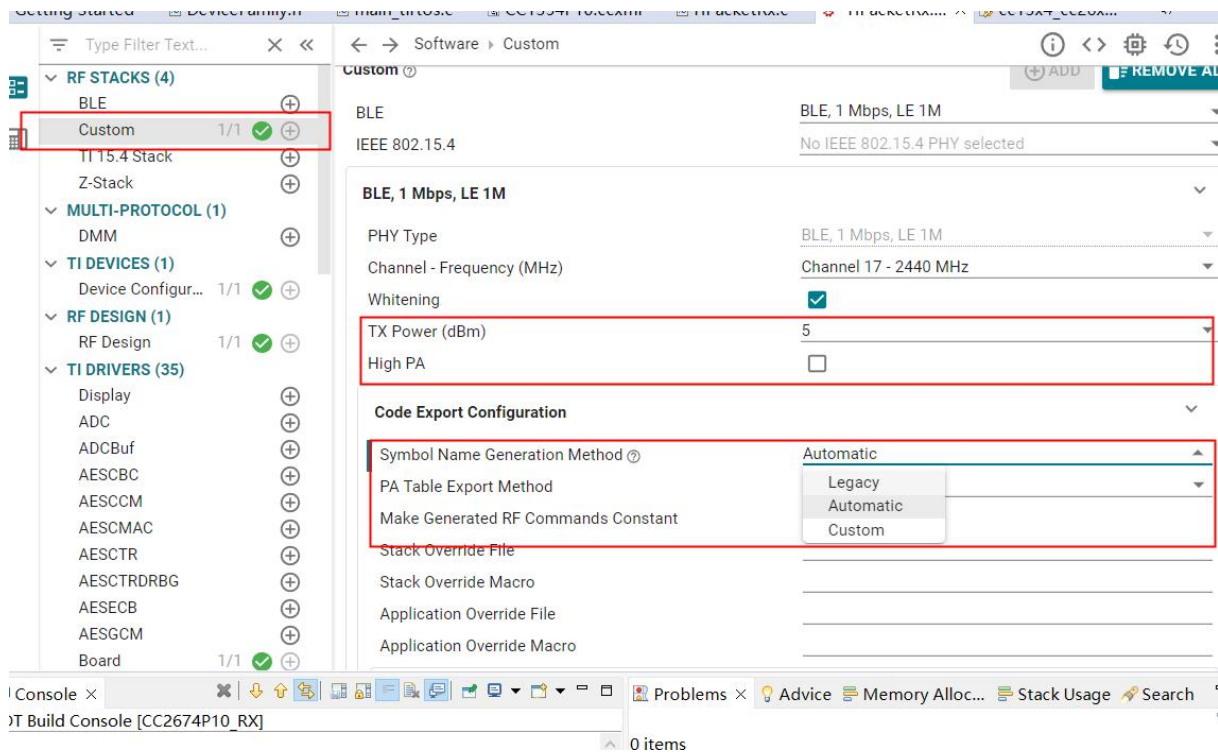 Getting Started DeviceFamily.h main_tirtos.c rfPacketRx.c
Type Filter Text...
Software Custom
RF STACKS (4)
BLE
Custom 1/1
TI 15.4 Stack
Z-Stack
MULTI-PROTOCOL (1)
DMM
TI DEVICES (1)
Device Configur... 1/1
RF DESIGN (1)
RF Design 1/1
TI DRIVERS (35)
Display
ADC
ADCBuf
AESCBC
AESCCM
AESCMAC
AESCTR
AESCTRDRBG
AESECB
AESGCM
Board 1/1
Custom
ADD
REMOVE AL
BLE BLE, 1 Mbps, LE 1M
IEEE 802.15.4 No IEEE 802.15.4 PHY selected
BLE, 1 Mbps, LE 1M
PHY Type BLE, 1 Mbps, LE 1M
Channel - Frequency (MHz) Channel 17 - 2440 MHz
Whitening
TX Power (dBm) 5
High PA
Code Export Configuration
Symbol Name Generation Method Automatic
PA Table Export Method
Legacy
Automatic
Custom
Make Generated RF Commands Constant
Stack Override File
Stack Override Macro
Application Override File
Application Override Macro
Console
DT Build Console [CC2674P10_RX]
Problems Advice Memory Alloc... Stack Usage Search
0 items